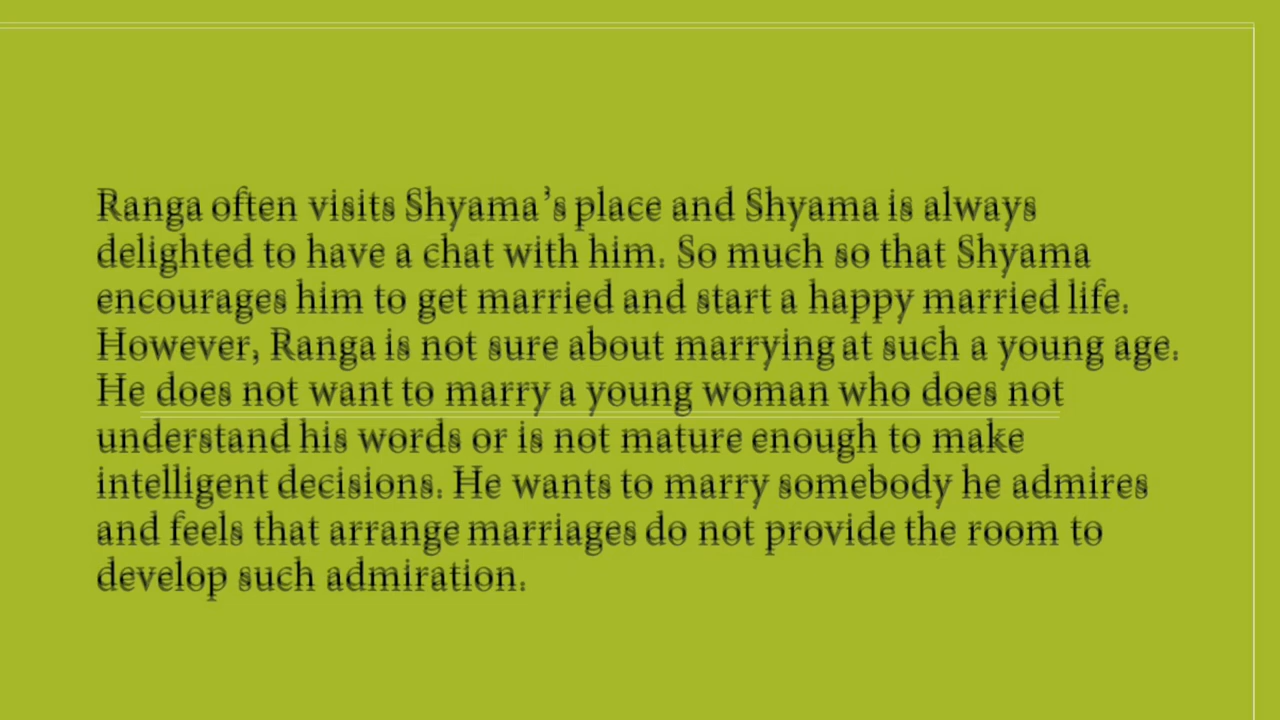 Ranga often visits Shyama’s place and Shyama is always
delighted to have a chat with him. So much so that Shyama
encourages him to get married and start a happy married life.
However, Ranga is not sure about marrying at such a young age.
He does not want to marry a young woman who does not
understand his words or is not mature enough to make
intelligent decisions. He wants to marry somebody he admires
and feels that arrange marriages do not provide the room to
develop such admiration.